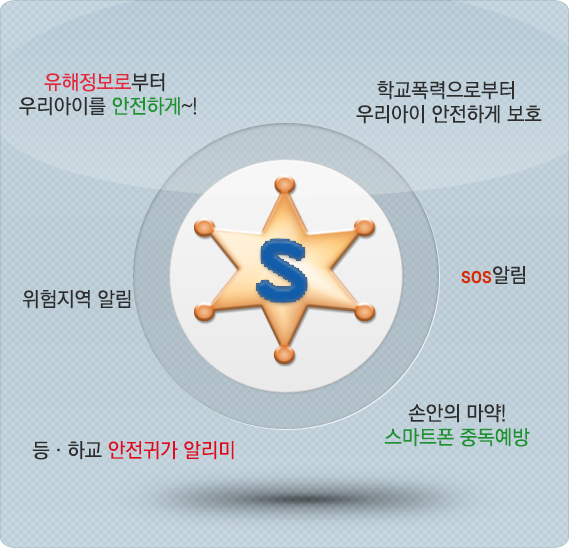 유해정보로부터
우리아이를 안전하게~!
학교폭력으로부터
우리아이 안전하게 보호
S
sos알림
위험지역 알림
손안의 마약!
스마트폰 중독예방
등 · 하교 안전귀가 알리미